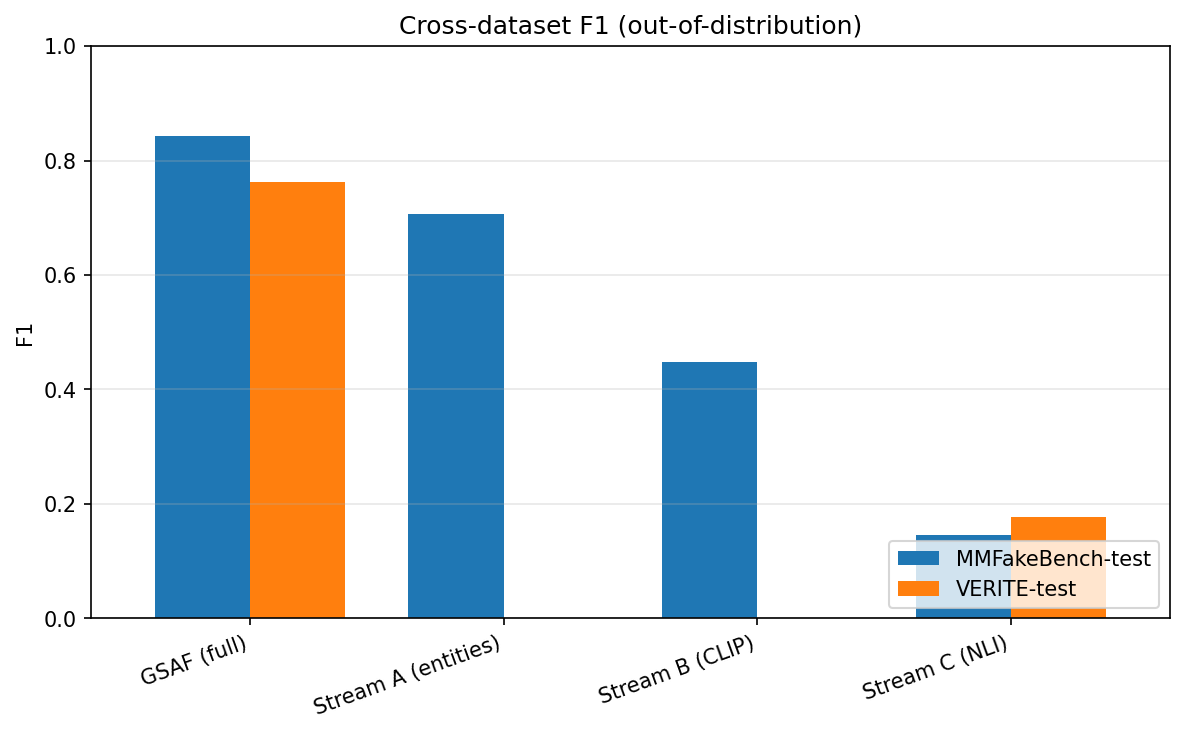 Cross-dataset F1 (out-of-distribution)
1.0
0.8
0.6
0.4
0.2
0.0
F1
GSAF (full)
Stream A (entities)
Stream B (CLIP)
Stream C (NLI)
MMFakeBench-test
VERITE-test